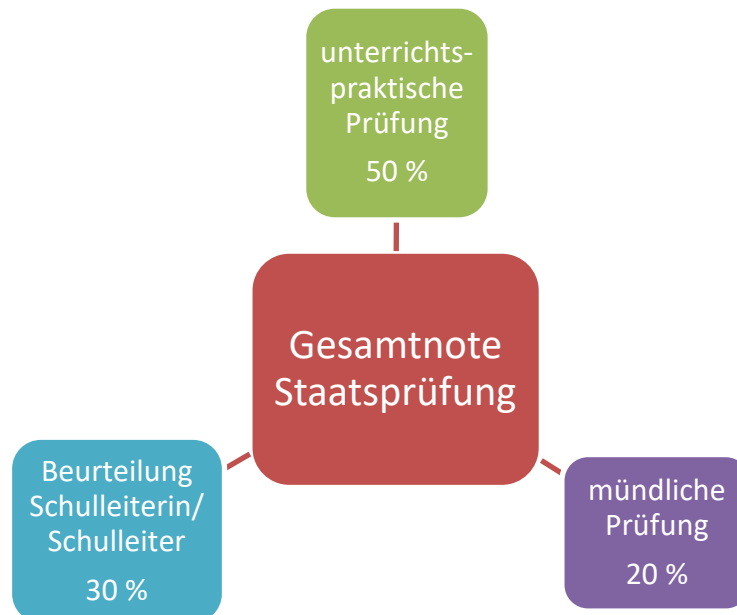 unterrichts-
praktische
Prüfung
50 %
Gesamtnote
Staatsprüfung
Beurteilung
Schulleiterin/
Schulleiter
30 %
mündliche
Prüfung
20 %